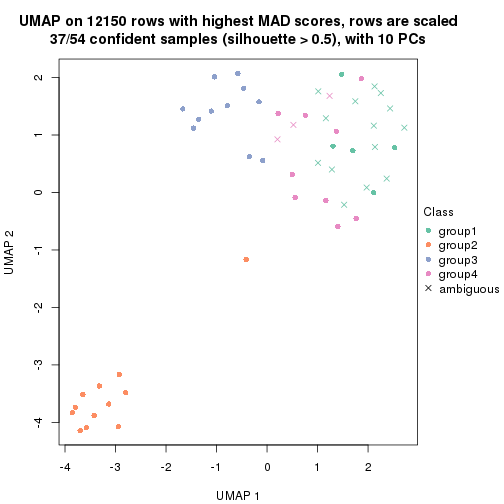 UMAP on 12150 rows with highest MAD scores, rows are scaled
37/54 confident samples (silhouette > 0.5), with 10 PCs
2
1
0
-1
-2
-3
-4
UMAP 2
-4
-3
-2
-1
0
1
2
UMAP 1
Class
group1
group2
group3
group4
ambiguous